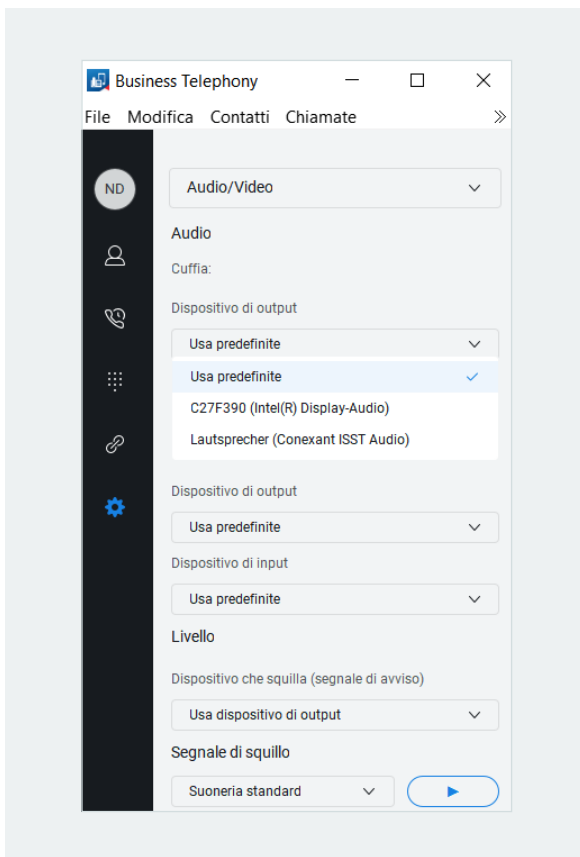 Business Telephony
File Modifica Contatti Chiamate
ND
Audio/Video
Audio
Cuffia:
Dispositivo di output
Usa predefinite
Usa predefinite
C27F390 (Intel(R) Display-Audio)
Lautsprecher (Conexant ISST Audio)
Dispositivo di output
Usa predefinite
Dispositivo di input
Usa predefinite
Livello
Dispositivo che squilla (segnale di avviso)
Usa dispositivo di output
Segnale di squillo
Suoneria standard